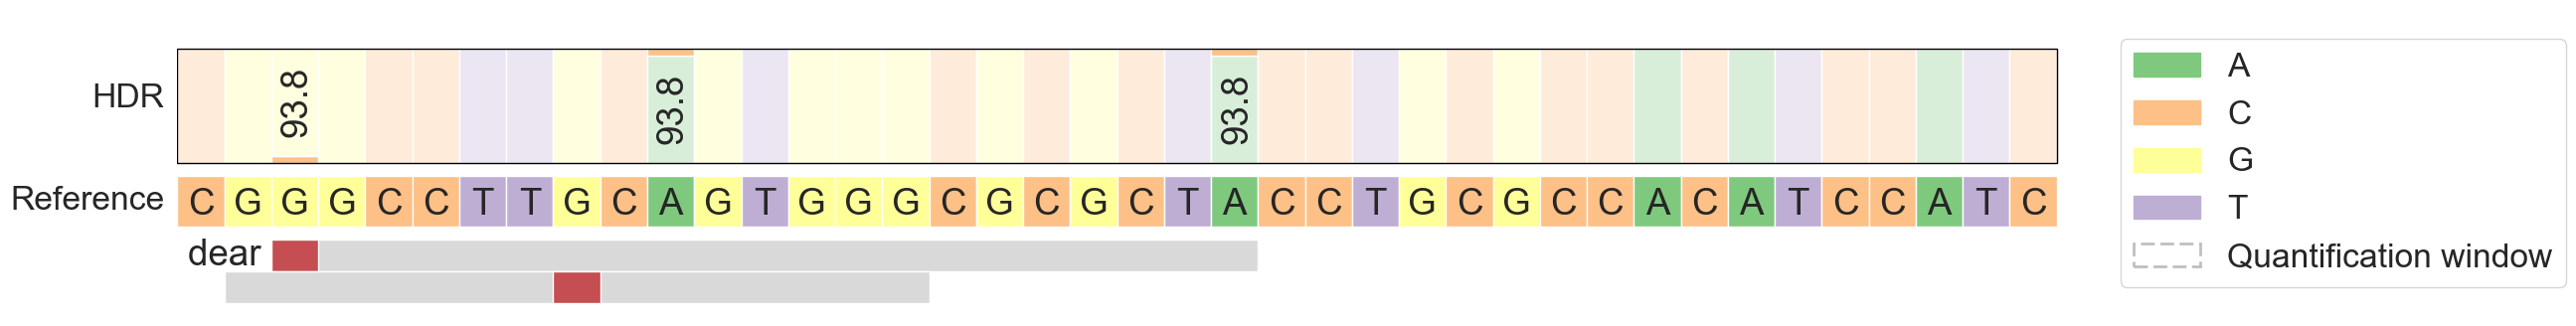 HDR 93.8 93.8 93.8
Reference C G G G C C T T G C A G T G G G C G C G C T A C C T G C G C C A C A T C C A T C
dear
A
C
G
T
Quantification window